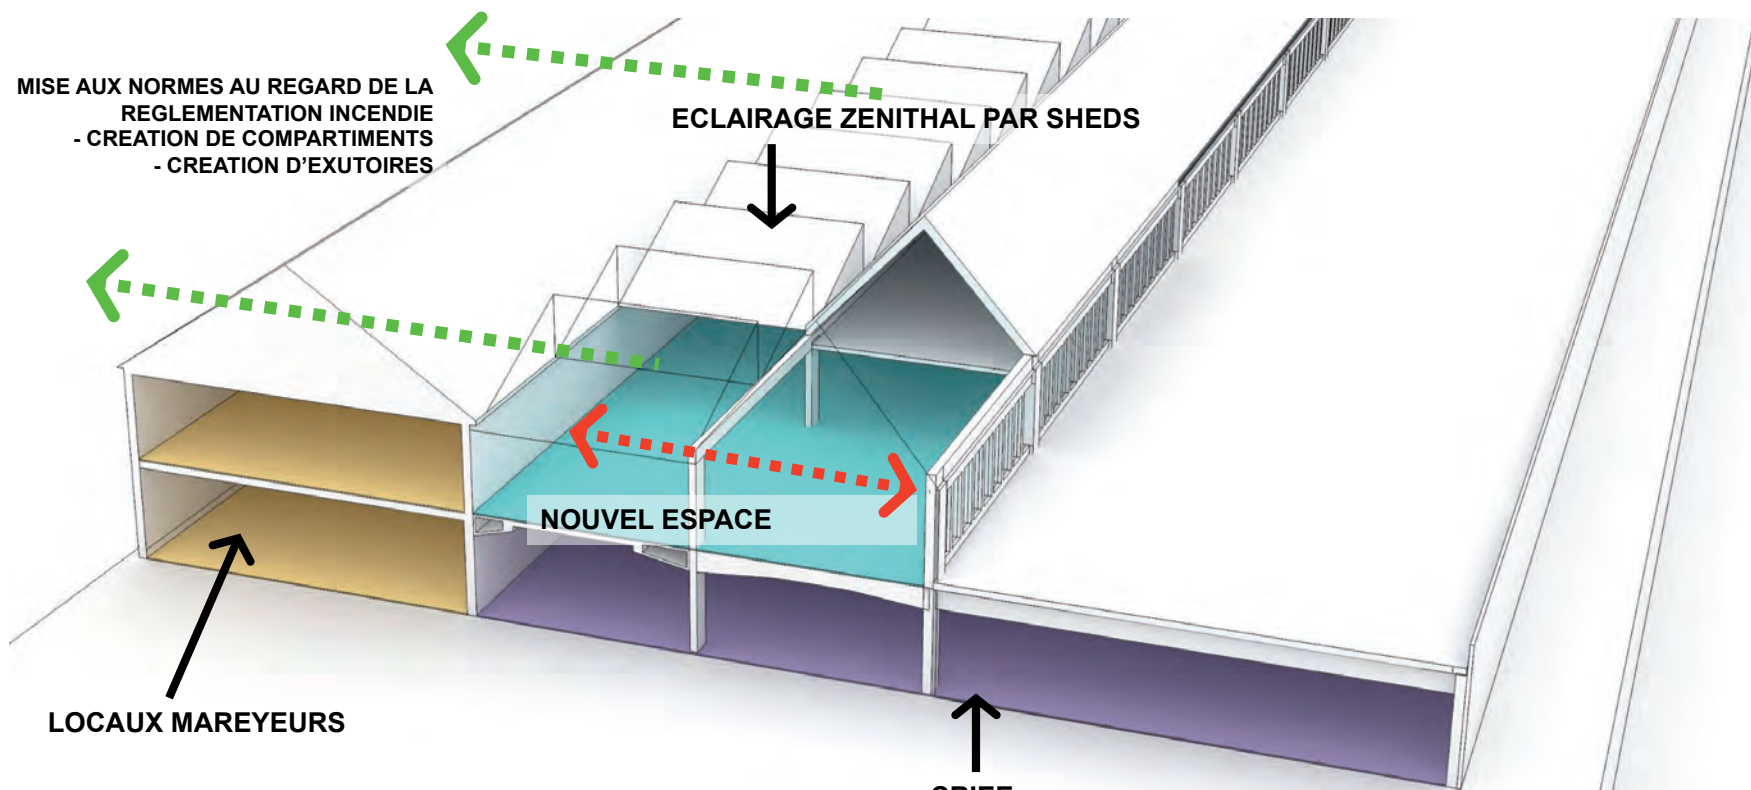 MISE AUX NORMES AU REGARD DE LA
REGLEMENTATION INCENDIE
- CREATION DE COMPARTIMENTS
- CREATION D'EXUTOIRES
ECLAIRAGE ZENITHAL PAR SHEDS
NOUVEL ESPACE
LOCAUX MAREYEURS